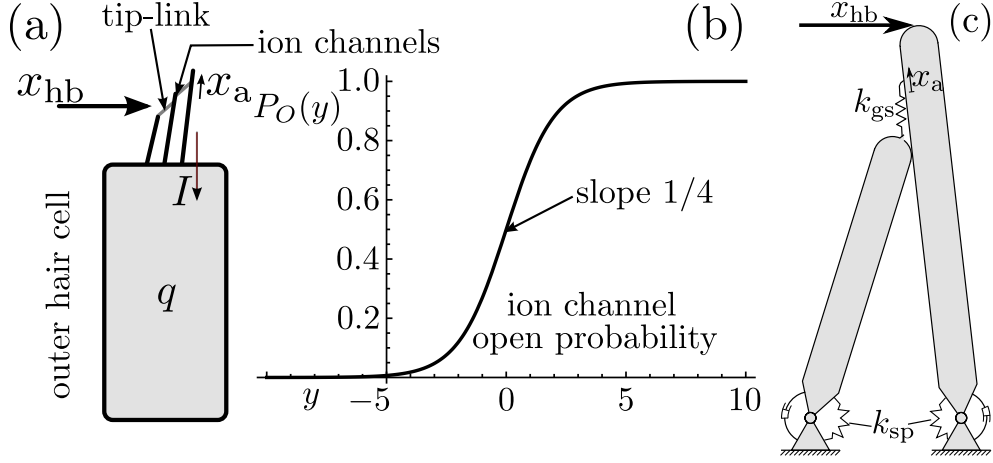 (a)
tip-link
ion channels
x_hb
x_a
I
q
outer hair cell
(b)
P_O(y)
1.0
0.8
0.6
0.4
0.2
slope 1/4
ion channel
open probability
y
−5
0
5
10
(c)
x_hb
x_a
k_gs
k_sp